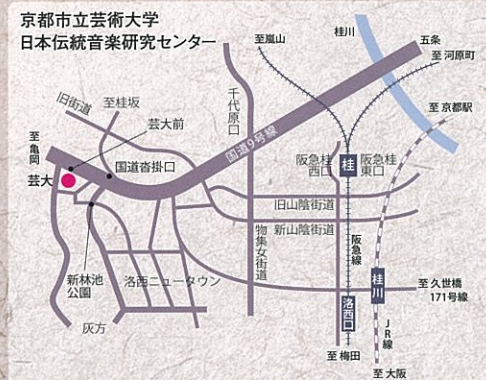 京都市立芸術大学
日本伝統音楽研究センター
至嵐山
桂川
五条
至河原町
至京都駅
旧街道
至桂坂
芸大前
千代原口
至亀岡
国道沓掛口
国道9号線
芸大
阪急桂
西口
桂
阪急桂
東口
旧山陰街道
新山陰街道
物集女街道
阪急線
新林池
公園
洛西ニュータウン
桂川
至久世橋
171号線
洛西口
灰方
JR線
至梅田
至大阪